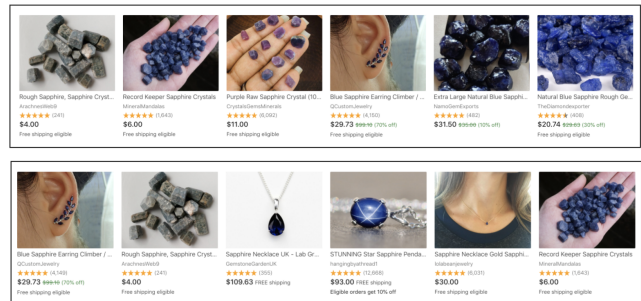 Rough Sapphire, Sapphire Cryst...
ArachnesWeb9
(241)
$4.00
Free shipping eligible
Record Keeper Sapphire Crystals
MineralMandalas
(1,643)
$6.00
Free shipping eligible
Purple Raw Sapphire Crystal (10...
CrystalGemsMinerals
(6,092)
$11.00
Free shipping eligible
Blue Sapphire Earring Climber / ...
QCustomJewelry
(4,150)
$29.73 $99.10 (70% off)
Free shipping eligible
Extra Large Natural Blue Sapphi...
NamoGemExports
(492)
$31.50 $35.00 (10% off)
Free shipping eligible
Natural Blue Sapphire Rough Ge...
TheGlamondexporter
(406)
$20.74 $29.63 (30% off)
Free shipping eligible
Blue Sapphire Earring Climber / ...
QCustomJewelry
(4,149)
$29.73 $99.10 (70% off)
Free shipping eligible
Rough Sapphire, Sapphire Cryst...
ArachnesWeb9
(241)
$4.00
Free shipping eligible
Sapphire Necklace UK - Lab Gr...
GemstoneGardenUK
(355)
$109.63 FREE shipping
STUNNING Star Sapphire Penda...
hangingbyathread1
(12,668)
$93.00 FREE shipping
Eligible orders get 10% off
Sapphire Necklace Gold Sapphi...
lolabeanjewelry
(6,031)
$30.00
Free shipping eligible
Record Keeper Sapphire Crystals
MineralMandalas
(1,643)
$6.00
Free shipping eligible